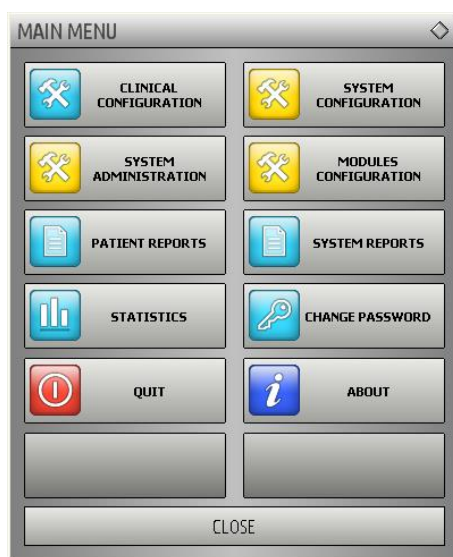 MAIN MENU
CLINICAL
CONFIGURATION
SYSTEM
CONFIGURATION
SYSTEM
ADMINISTRATION
MODULES
CONFIGURATION
PATIENT REPORTS
SYSTEM REPORTS
STATISTICS
CHANGE PASSWORD
QUIT
i
ABOUT
CLOSE